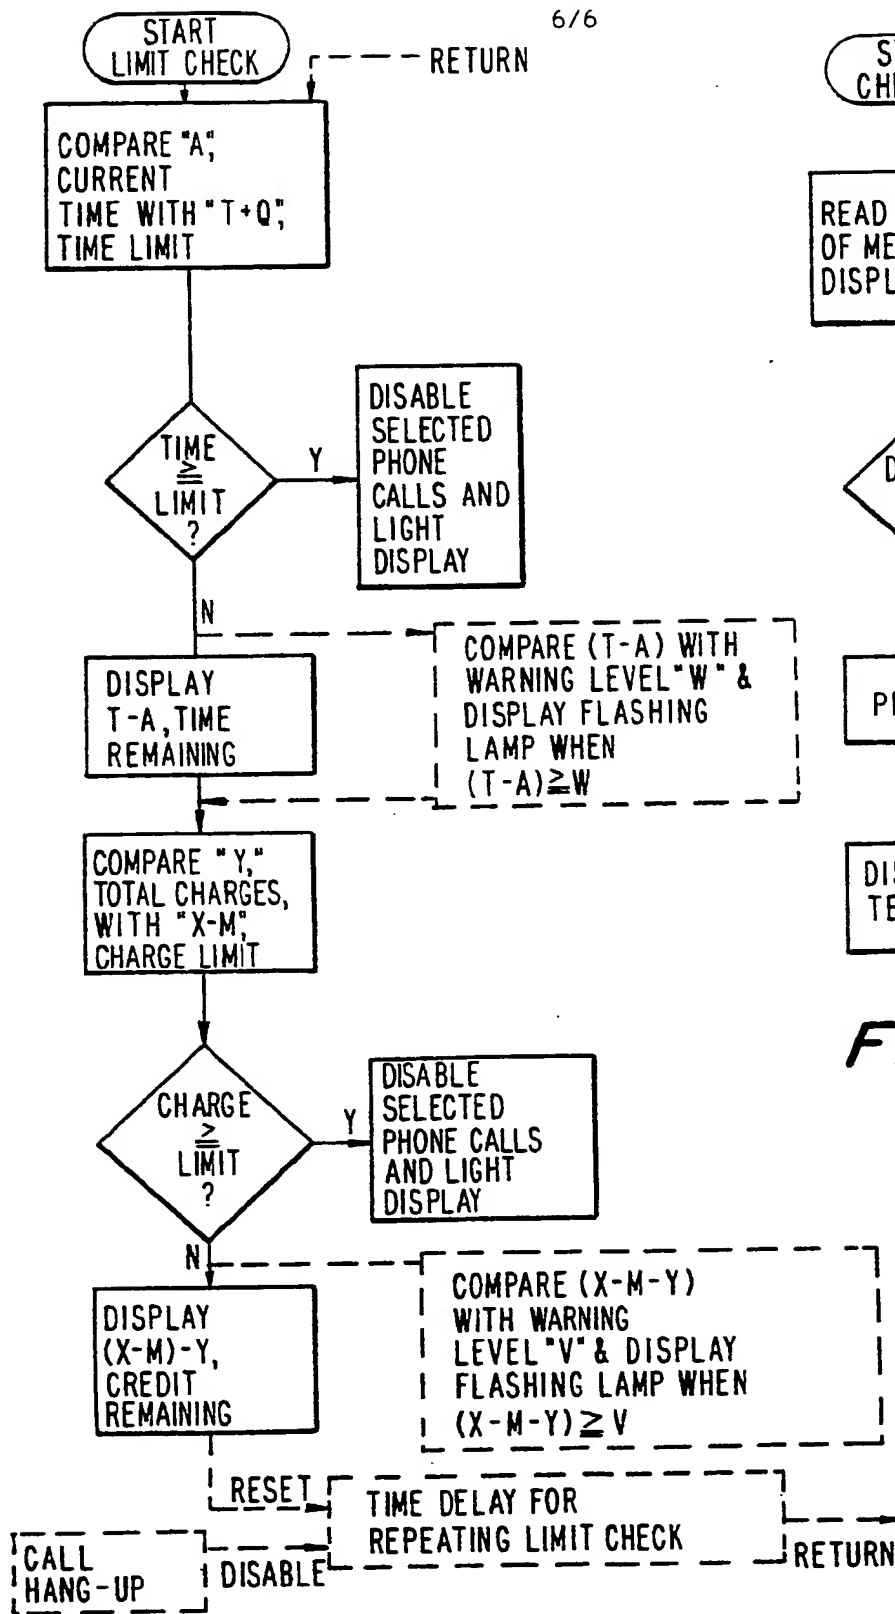 6/6
START
LIMIT CHECK
RETURN
COMPARE "A",
CURRENT
TIME WITH "T+Q",
TIME LIMIT
TIME
≧
LIMIT
?
Y
DISABLE
SELECTED
PHONE
CALLS AND
LIGHT
DISPLAY
N
DISPLAY
T-A, TIME
REMAINING
COMPARE (T-A) WITH
WARNING LEVEL "W" &
DISPLAY FLASHING
LAMP WHEN
(T-A)≧W
COMPARE "Y,"
TOTAL CHARGES,
WITH "X-M",
CHARGE LIMIT
CHARGE
≧
LIMIT
?
Y
DISABLE
SELECTED
PHONE CALLS
AND LIGHT
DISPLAY
N
DISPLAY
(X-M)-Y,
CREDIT
REMAINING
COMPARE (X-M-Y)
WITH WARNING
LEVEL "V" & DISPLAY
FLASHING LAMP WHEN
(X-M-Y)≧V
RESET
TIME DELAY FOR
REPEATING LIMIT CHECK
RETURN
CALL
HANG-UP
DISABLE
READ
OF